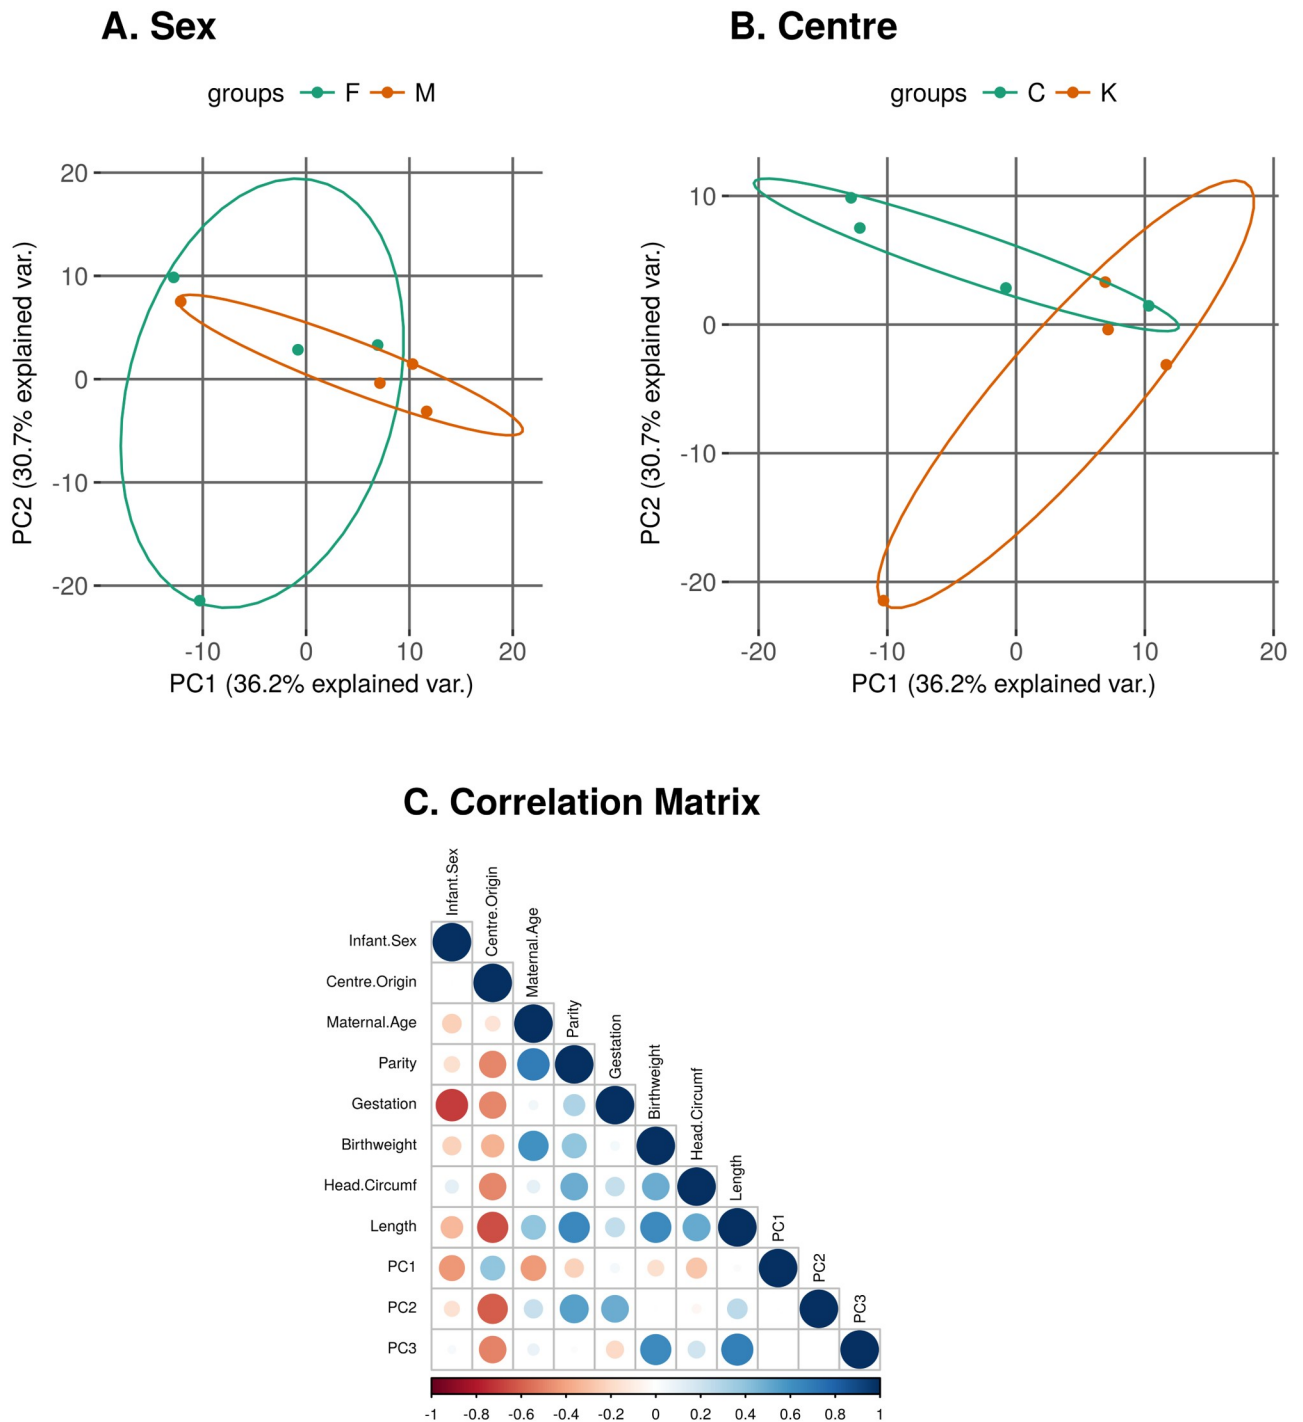 A. Sex
B. Centre
groups F M
groups C K
20
10
0
-10
-20
PC2 (30.7% explained var.)
-10 0 10 20
PC1 (36.2% explained var.)
10
0
-10
-20
PC2 (30.7% explained var.)
-20 -10 0 10 20
PC1 (36.2% explained var.)
C. Correlation Matrix
Infant.Sex
Centre.Origin
Maternal.Age
Parity
Gestation
Birthweight
Head.Circumf
Length
PC1
PC2
PC3
Infant.Sex
Centre.Origin
Maternal.Age
Parity
Gestation
Birthweight
Head.Circumf
Length
PC1
PC2
PC3
-1 -0.8 -0.6 -0.4 -0.2 0 0.2 0.4 0.6 0.8 1